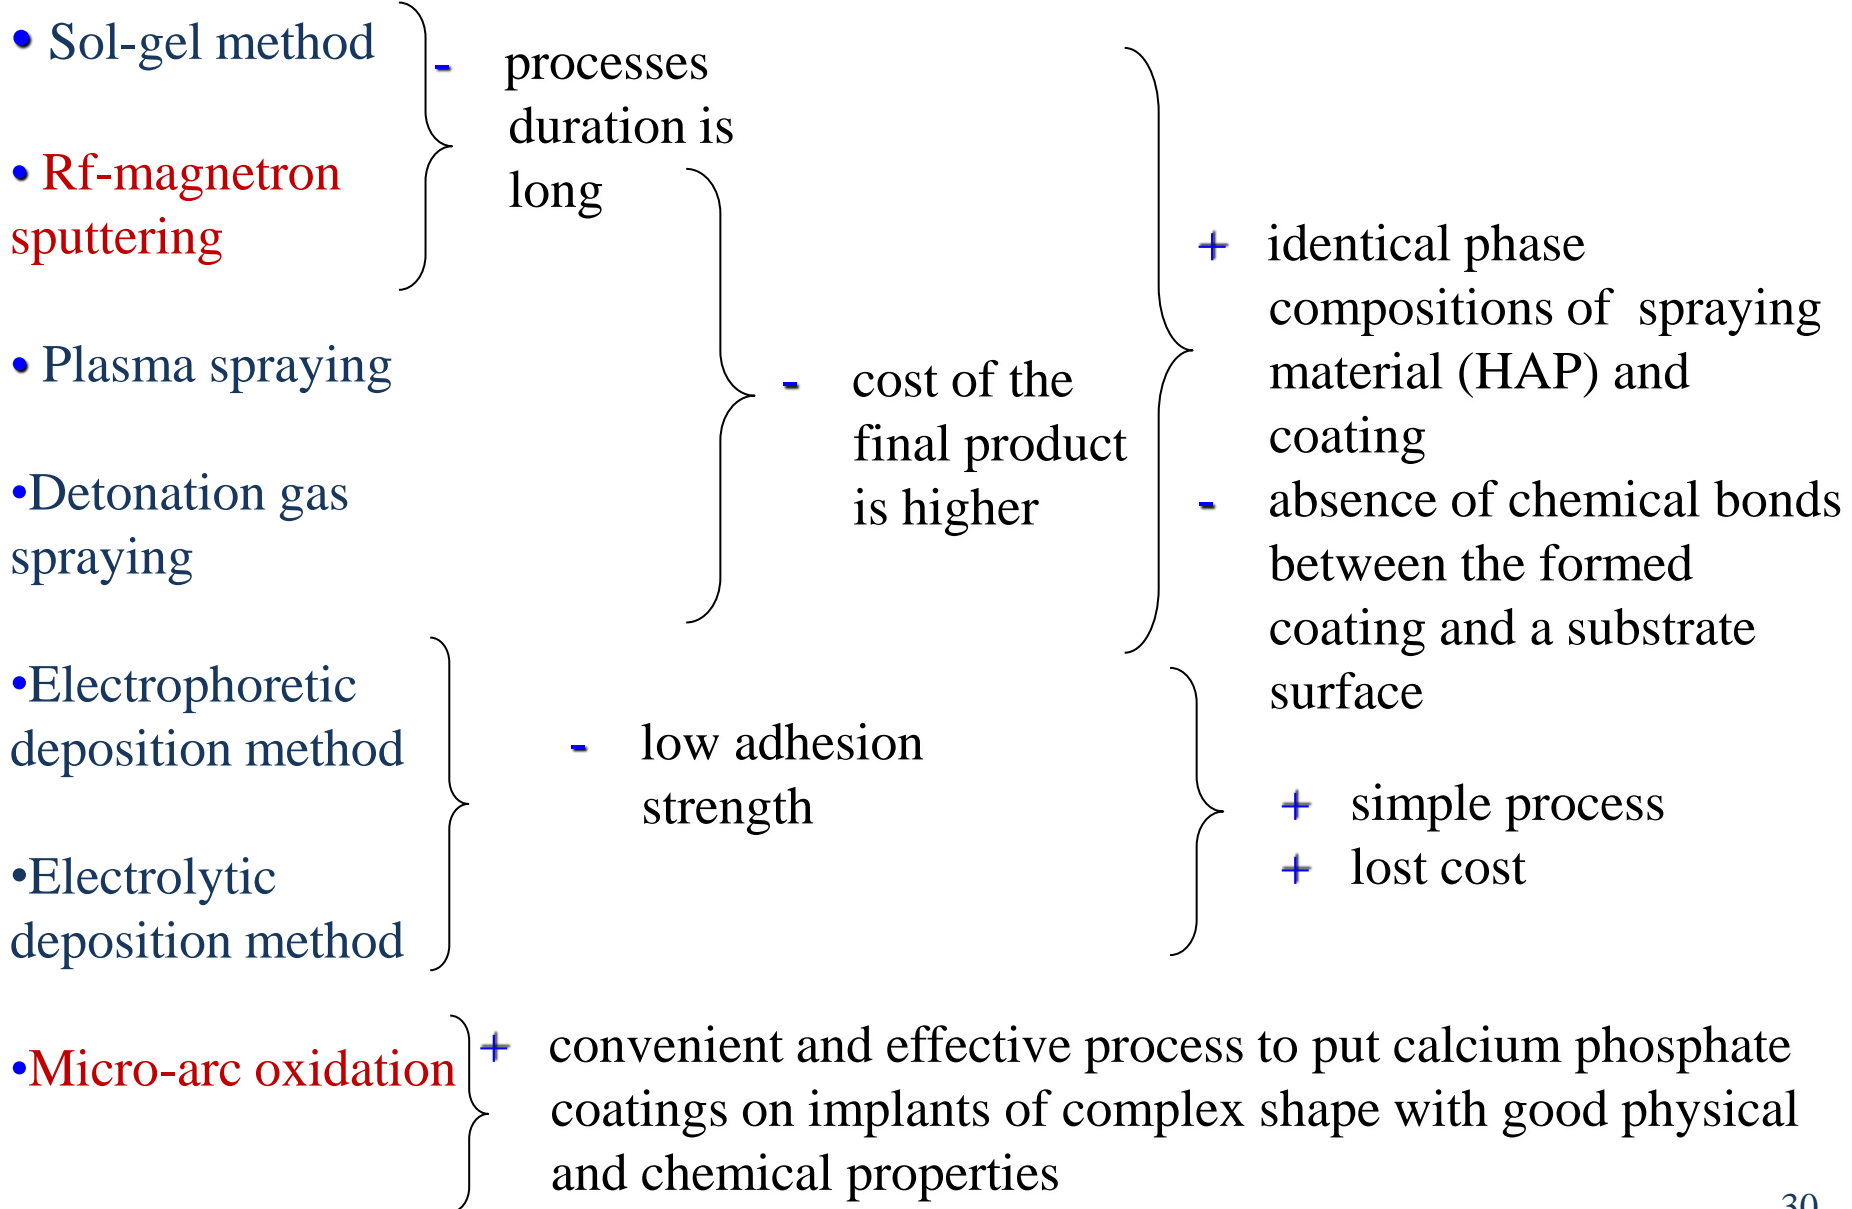 • Sol-gel method
• Rf-magnetron
sputtering
• Plasma spraying
•Detonation gas
spraying
•Electrophoretic
deposition method
•Electrolytic
deposition method
•Micro-arc oxidation
- processes
duration is
long
- cost of the
final product
is higher
- low adhesion
strength
+ identical phase
compositions of spraying
material (HAP) and
coating
- absence of chemical bonds
between the formed
coating and a substrate
surface
+ simple process
+ lost cost
+ convenient and effective process to put calcium phosphate
coatings on implants of complex shape with good physical
and chemical properties
30